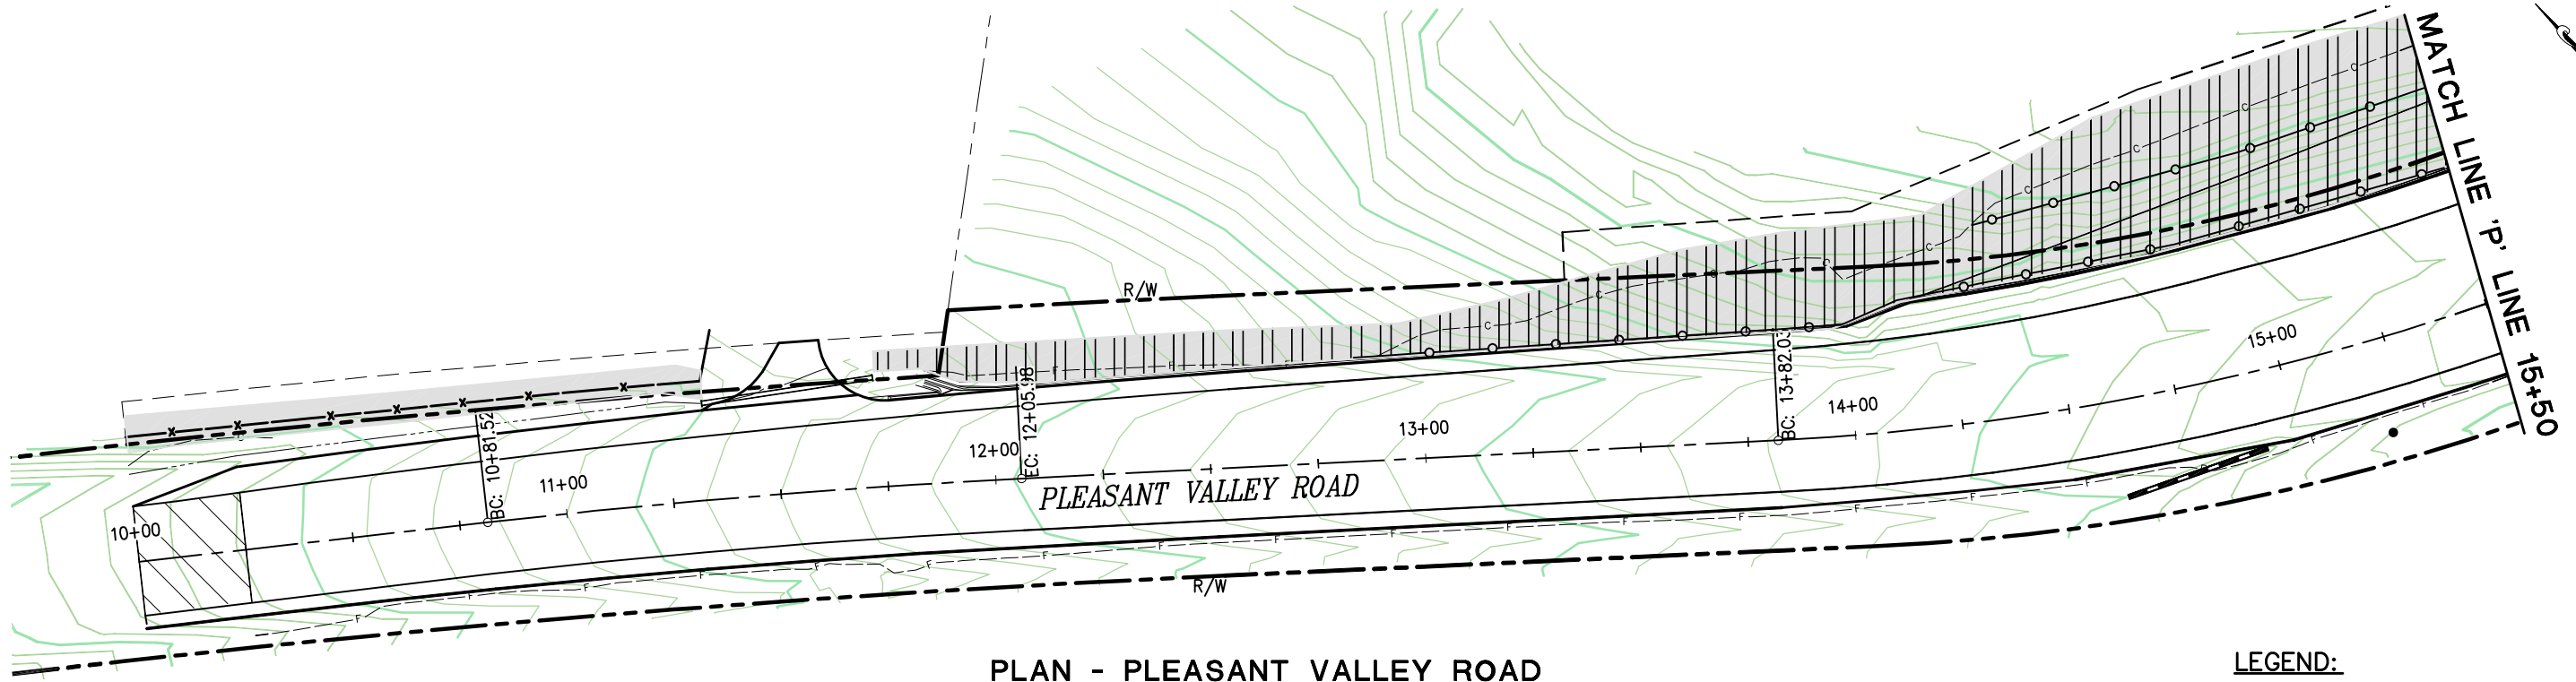 MATCH LINE 'P' LINE 15+50
R/W
15+00
14+00
13+00
12+00
11+00
10+00
BC: 10+81.52
EC: 12+05.98
BC: 13+82.03
PLEASANT VALLEY ROAD
R/W
PLAN - PLEASANT VALLEY ROAD
LEGEND: